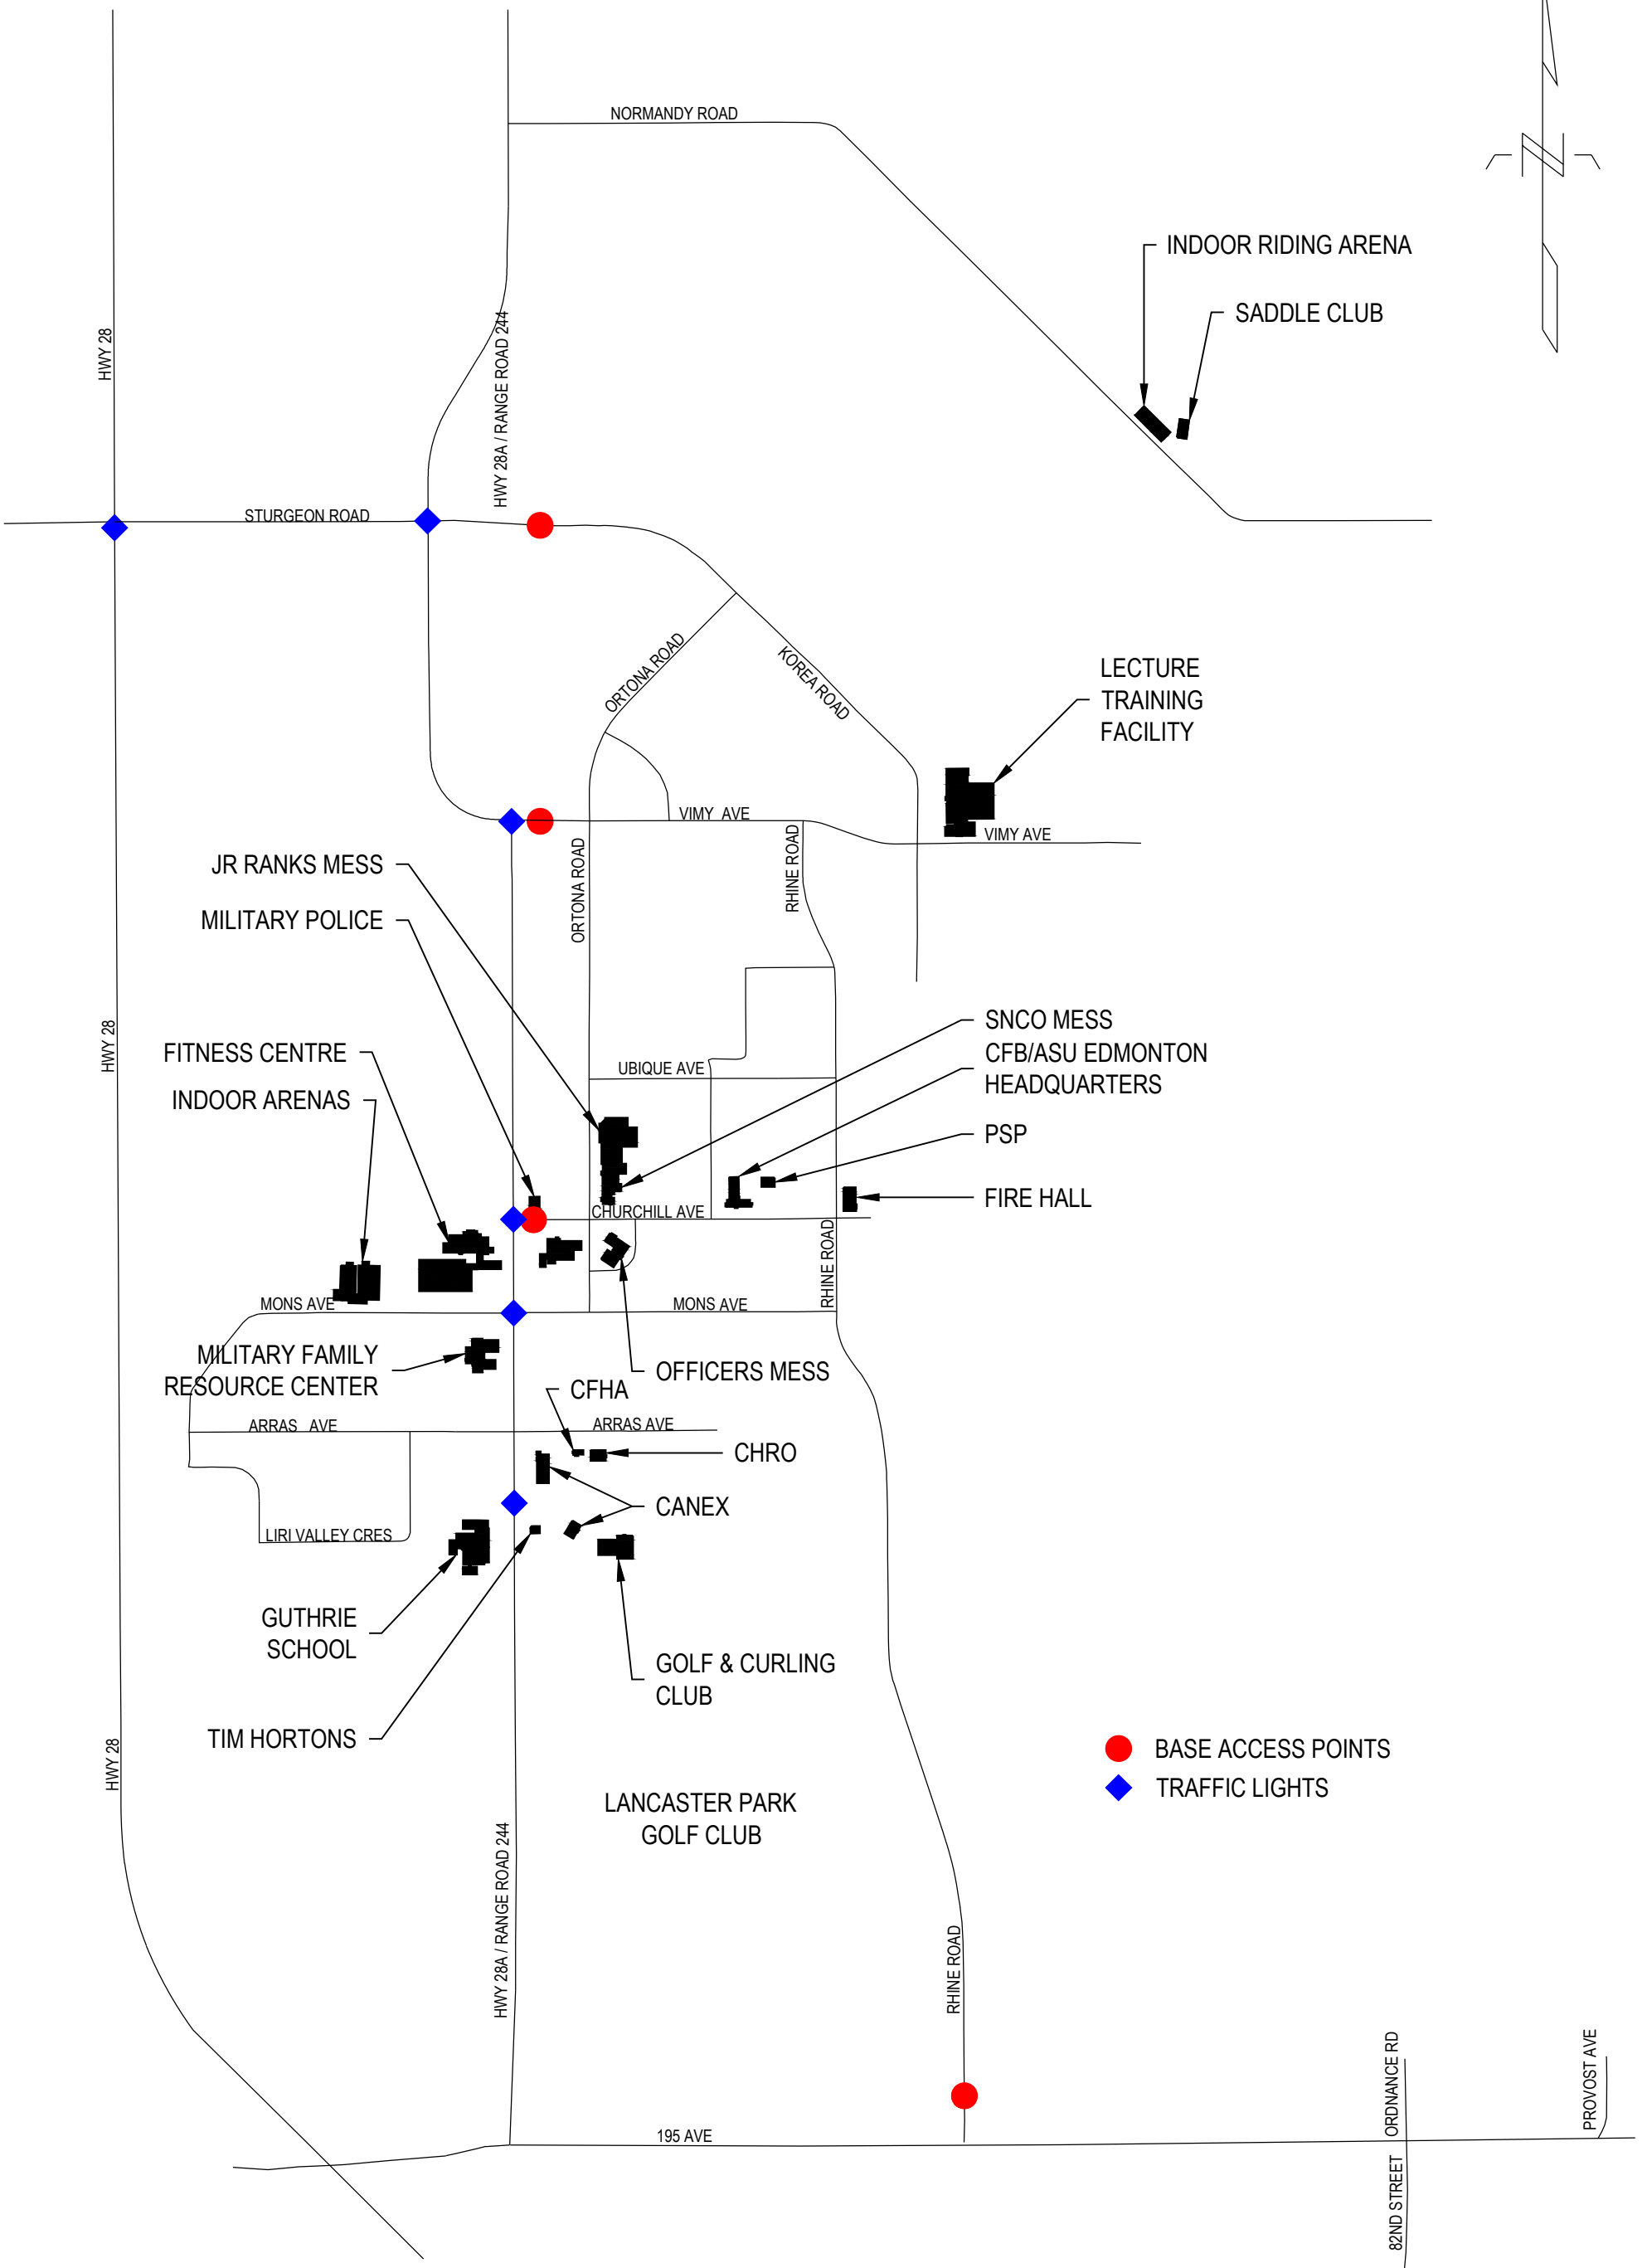 NORMANDY ROAD
N
INDOOR RIDING ARENA
SADDLE CLUB
HWY 28
HWY 28A / RANGE ROAD 244
STURGEON ROAD
ORTONA ROAD
KOREA ROAD
LECTURE
TRAINING
FACILITY
VIMY AVE
VIMY AVE
JR RANKS MESS
MILITARY POLICE
ORTONA ROAD
RHINE ROAD
HWY 28
FITNESS CENTRE
INDOOR ARENAS
UBIQUE AVE
SNCO MESS
CFB/ASU EDMONTON
HEADQUARTERS
PSP
FIRE HALL
CHURCHILL AVE
RHINE ROAD
MONS AVE
MONS AVE
MILITARY FAMILY
RESOURCE CENTER
OFFICERS MESS
CFHA
ARRAS AVE
ARRAS AVE
CHRO
CANEX
LIRI VALLEY CRES
GUTHRIE
SCHOOL
GOLF & CURLING
CLUB
TIM HORTONS
HWY 28
BASE ACCESS POINTS
TRAFFIC LIGHTS
LANCASTER PARK
GOLF CLUB
HWY 28A / RANGE ROAD 244
RHINE ROAD
ORDNANCE RD
PROVOST AVE
195 AVE
82ND STREET